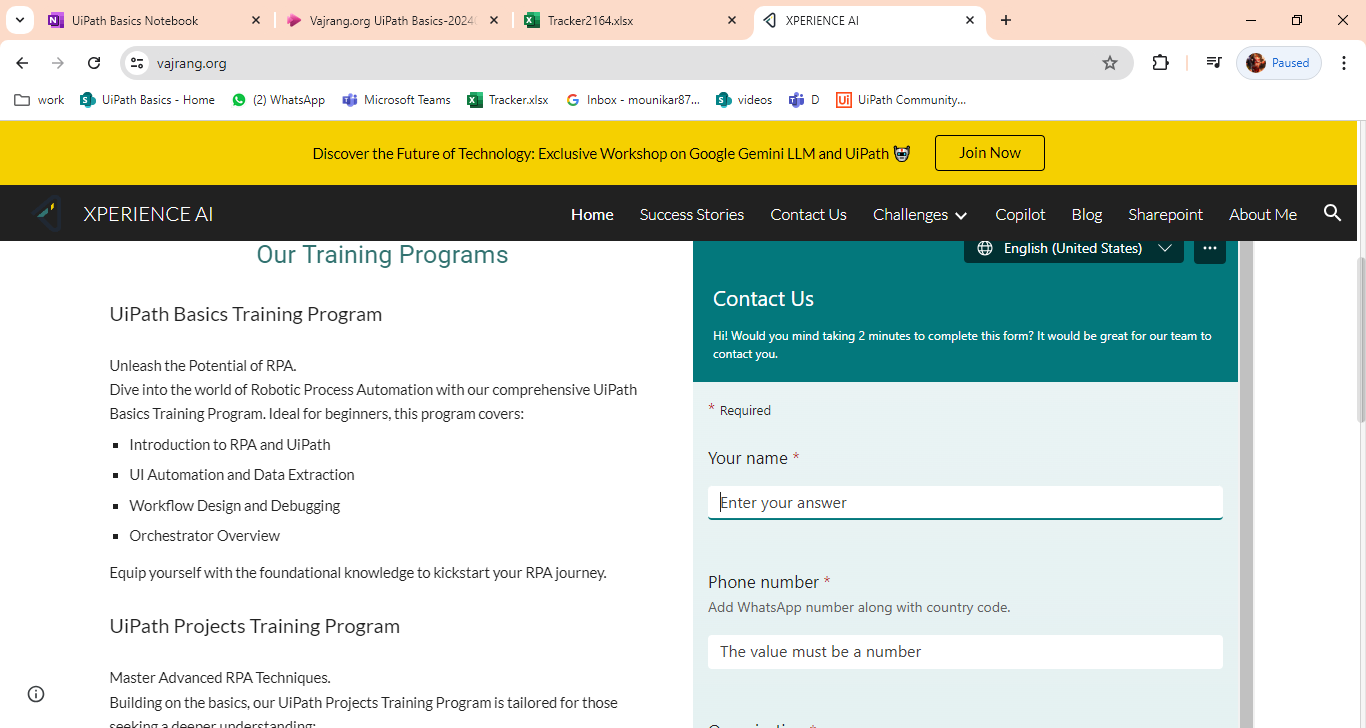 UiPath Basics Notebook
Vajrang.org UiPath Basics-2024
Tracker2164.xlsx
XPERIENCE AI
vajrang.org
Paused
work
UiPath Basics - Home
(2) WhatsApp
Microsoft Teams
Tracker.xlsx
Inbox - mounikar87...
videos
D
UiPath Community...
Discover the Future of Technology: Exclusive Workshop on Google Gemini LLM and UiPath
Join Now
XPERIENCE AI
Home
Success Stories
Contact Us
Challenges
Copilot
Blog
Sharepoint
About Me
Our Training Programs
UiPath Basics Training Program
Unleash the Potential of RPA.
Dive into the world of Robotic Process Automation with our comprehensive UiPath
Basics Training Program. Ideal for beginners, this program covers:
Introduction to RPA and UiPath
UI Automation and Data Extraction
Workflow Design and Debugging
Orchestrator Overview
Equip yourself with the foundational knowledge to kickstart your RPA journey.
UiPath Projects Training Program
Master Advanced RPA Techniques.
Building on the basics, our UiPath Projects Training Program is tailored for those
seeking a deeper understanding:
English (United States)
Contact Us
Hi! Would you mind taking 2 minutes to complete this form? It would be great for our team to
contact you.
* Required
Your name *
Enter your answer
Phone number *
Add WhatsApp number along with country code.
The value must be a number